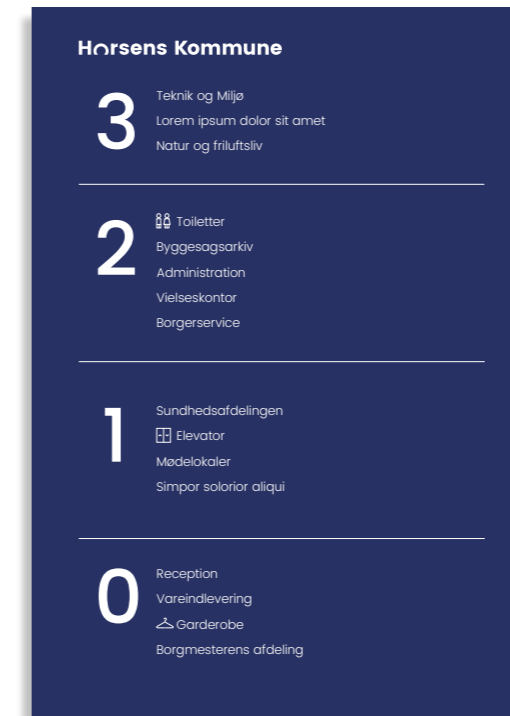 Horsens Kommune
3
Teknik og Miljø
Lorem ipsum dolor sit amet
Natur og friluftsliv
2
Toiletter
Byggesagsarkiv
Administration
Vielseskontor
Borgerservice
1
Sundhedsafdelingen
Elevator
Mødelokaler
Simpor solorior aliqui
0
Reception
Vareindlevering
Garderobe
Borgmesterens afdeling